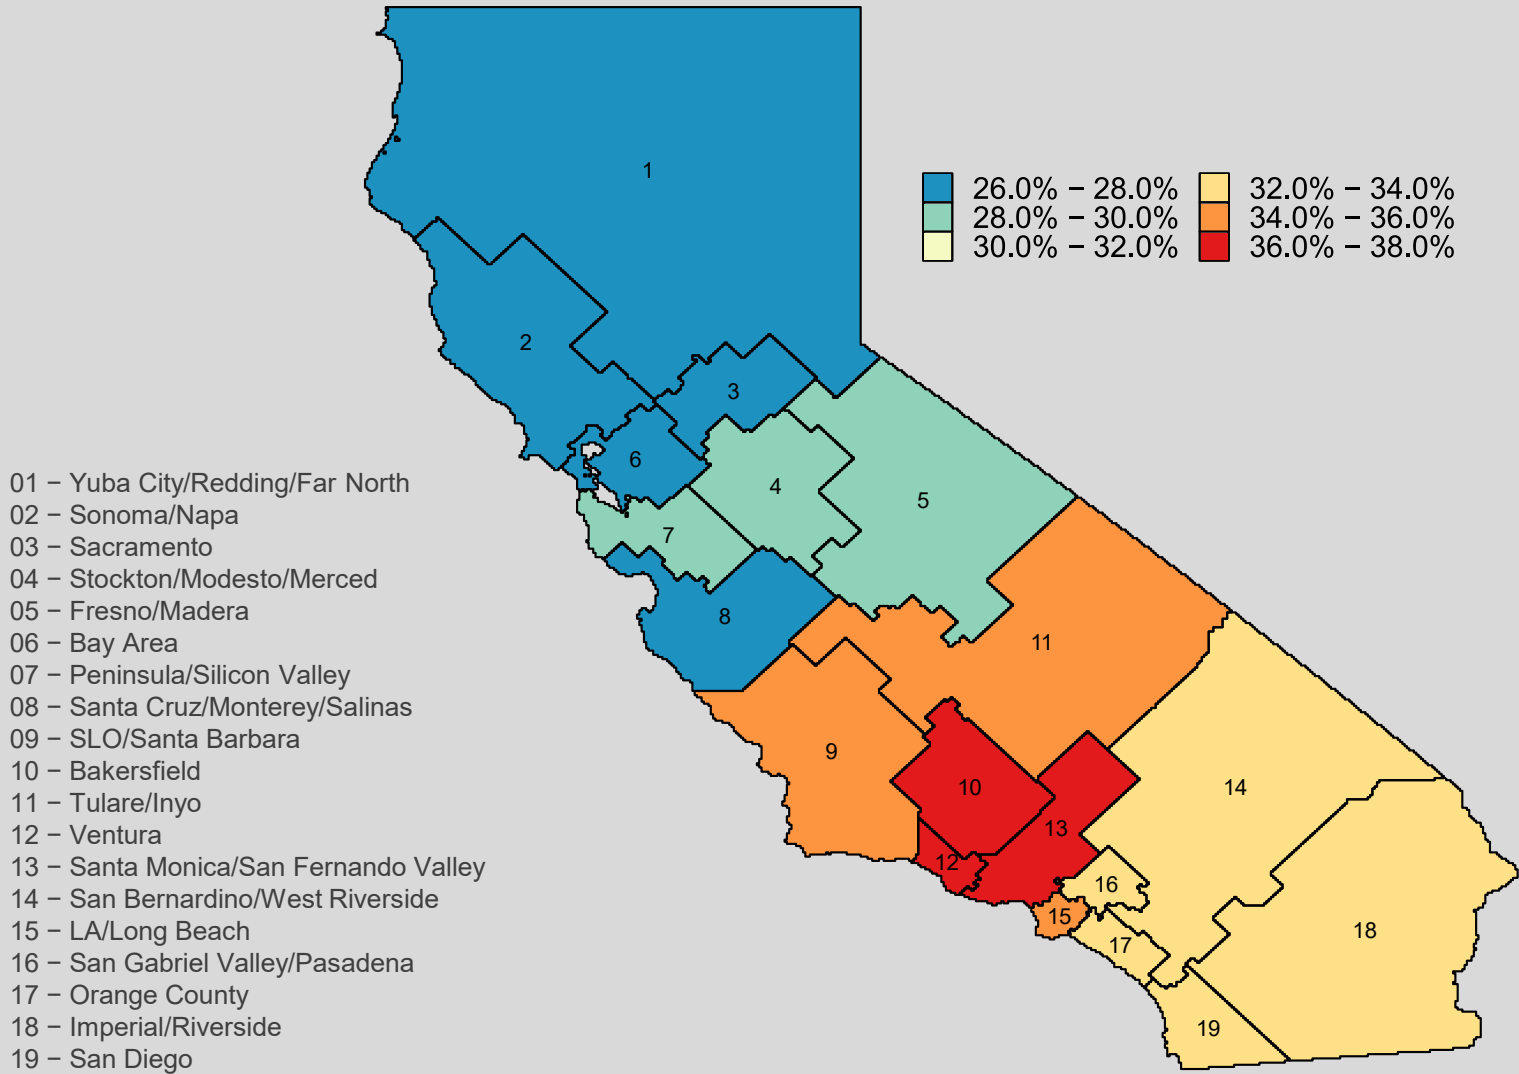 1
26.0% − 28.0%
32.0% − 34.0%
28.0% − 30.0%
34.0% − 36.0%
30.0% − 32.0%
36.0% − 38.0%
2
3
6
4
5
7
8
11
9
10
14
13
12
16
15
17
18
19
01 − Yuba City/Redding/Far North
02 − Sonoma/Napa
03 − Sacramento
04 − Stockton/Modesto/Merced
05 − Fresno/Madera
06 − Bay Area
07 − Peninsula/Silicon Valley
08 − Santa Cruz/Monterey/Salinas
09 − SLO/Santa Barbara
10 − Bakersfield
11 − Tulare/Inyo
12 − Ventura
13 − Santa Monica/San Fernando Valley
14 − San Bernardino/West Riverside
15 − LA/Long Beach
16 − San Gabriel Valley/Pasadena
17 − Orange County
18 − Imperial/Riverside
19 − San Diego